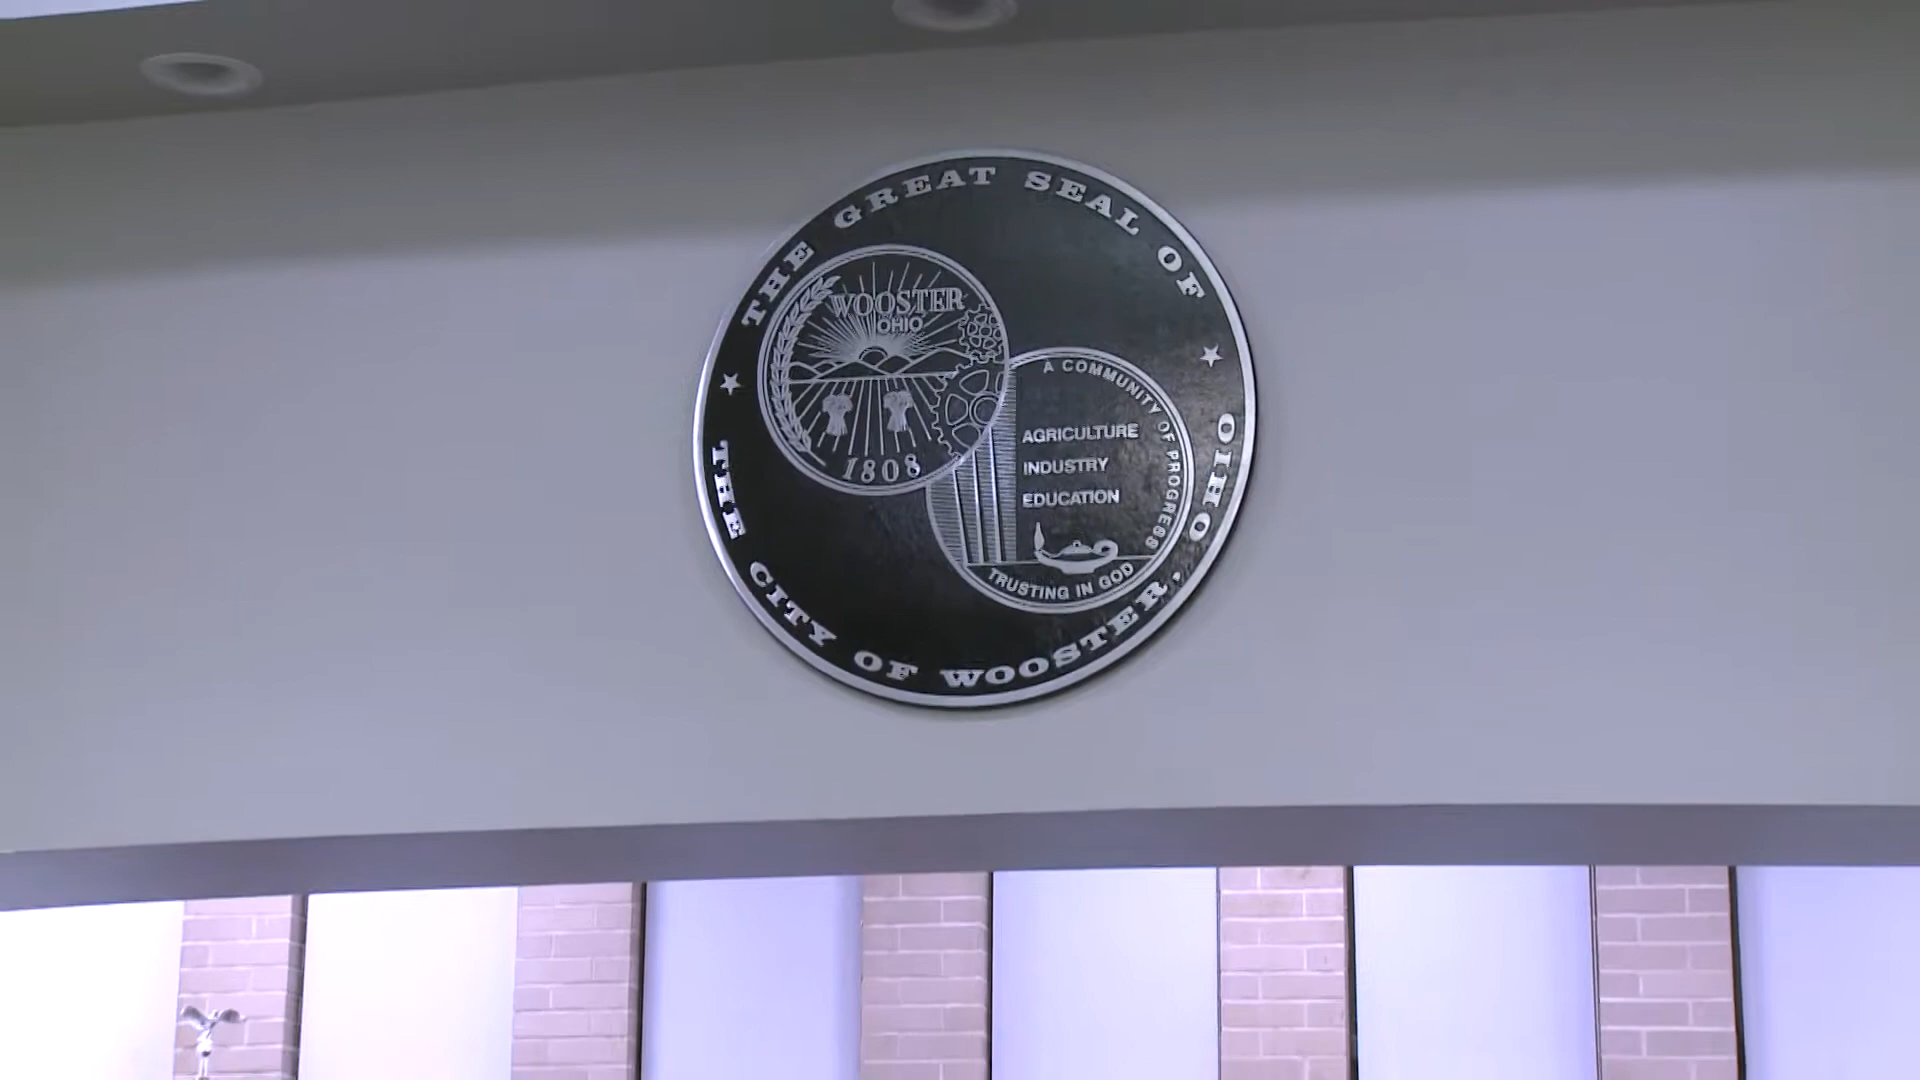 THE GREAT SEAL OF
THE CITY OF WOOSTER, OHIO
WOOSTER
OHIO
1808
A COMMUNITY OF PROGRESS
AGRICULTURE
INDUSTRY
EDUCATION
TRUSTING IN GOD